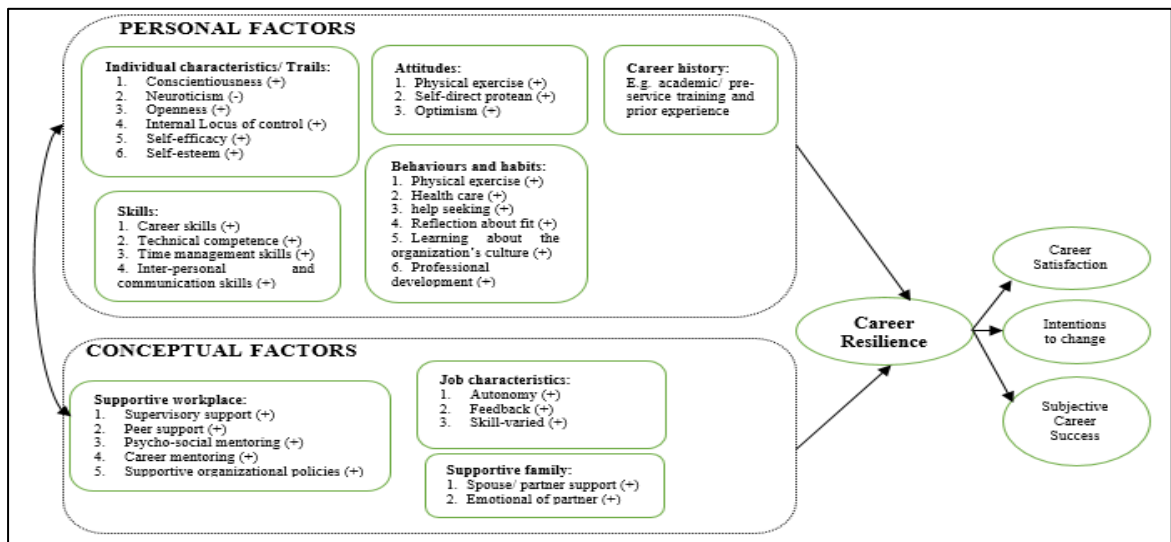 PERSONAL FACTORS
Individual characteristics/ Trails:
1. Conscientiousness (+)
2. Neuroticism (-)
3. Openness (+)
4. Internal Locus of control (+)
5. Self-efficacy (+)
6. Self-esteem (+)
Attitudes:
1. Physical exercise (+)
2. Self-direct protean (+)
3. Optimism (+)
Career history:
E.g. academic/ pre-
service training and
prior experience
Skills:
1. Career skills (+)
2. Technical competence (+)
3. Time management skills (+)
4. Inter-personal and
communication skills (+)
Behaviours and habits:
1. Physical exercise (+)
2. Health care (+)
3. help seeking (+)
4. Reflection about fit (+)
5. Learning about the
organization's culture (+)
6. Professional
development (+)
CONCEPTUAL FACTORS
Supportive workplace:
1. Supervisory support (+)
2. Peer support (+)
3. Psycho-social mentoring (+)
4. Career mentoring (+)
5. Supportive organizational policies (+)
Job characteristics:
1. Autonomy (+)
2. Feedback (+)
3. Skill-varied (+)
Supportive family:
1. Spouse/ partner support (+)
2. Emotional of partner (+)
Career
Resilience
Career
Satisfaction
Intentions
to change
Subjective
Career
Success